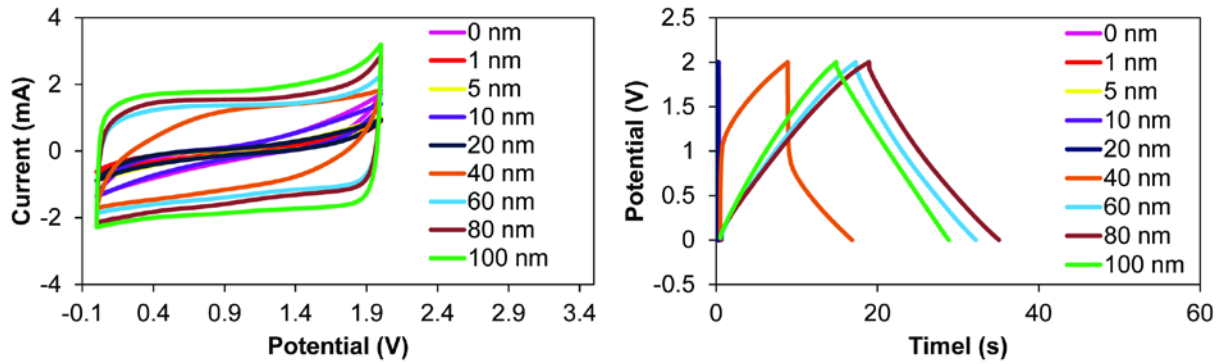 Current (mA)
4
2
0
-2
-4
-0.1 0.4 0.9 1.4 1.9 2.4 2.9 3.4
Potential (V)
0 nm
1 nm
5 nm
10 nm
20 nm
40 nm
60 nm
80 nm
100 nm
Potential (V)
2.5
2
1.5
1
0.5
0
-0.5
0 20 40 60
Timel (s)
0 nm
1 nm
5 nm
10 nm
20 nm
40 nm
60 nm
80 nm
100 nm